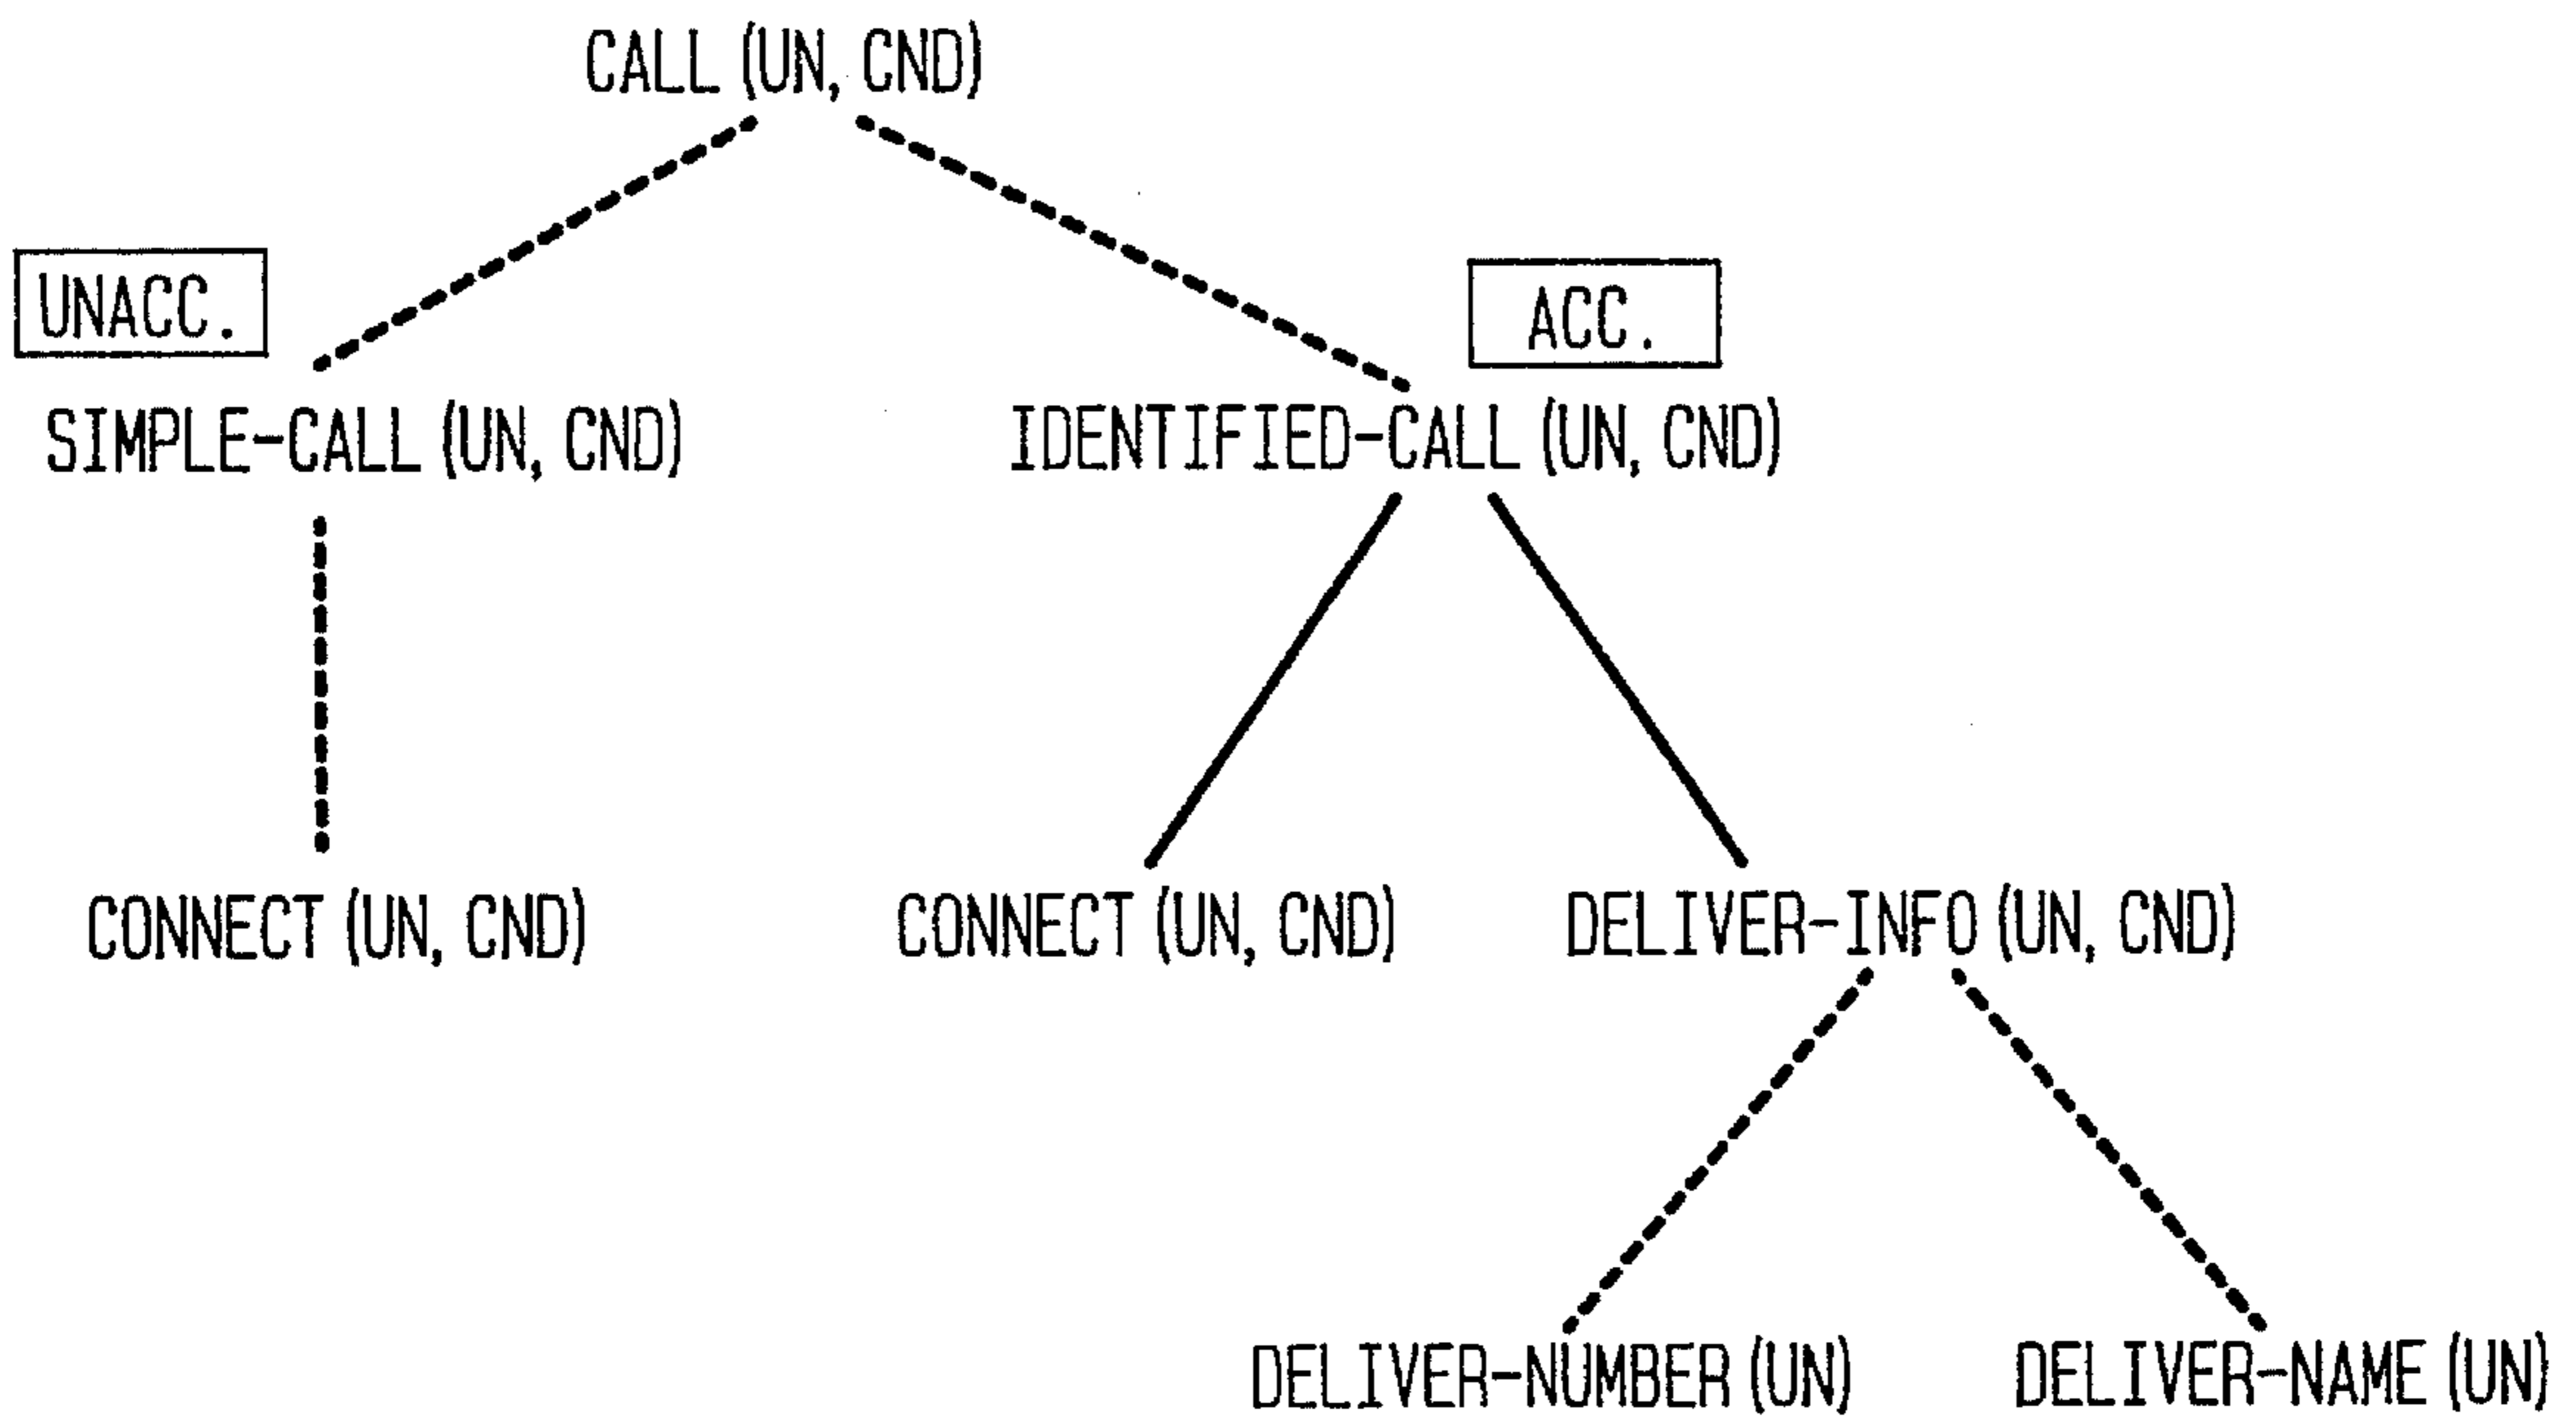 CALL (UN, CND)
UNACC.
ACC.
SIMPLE-CALL (UN, CND)
IDENTIFIED-CALL (UN, CND)
CONNECT (UN, CND)
CONNECT (UN, CND)
DELIVER-INFO (UN, CND)
DELIVER-NUMBER (UN)
DELIVER-NAME (UN)